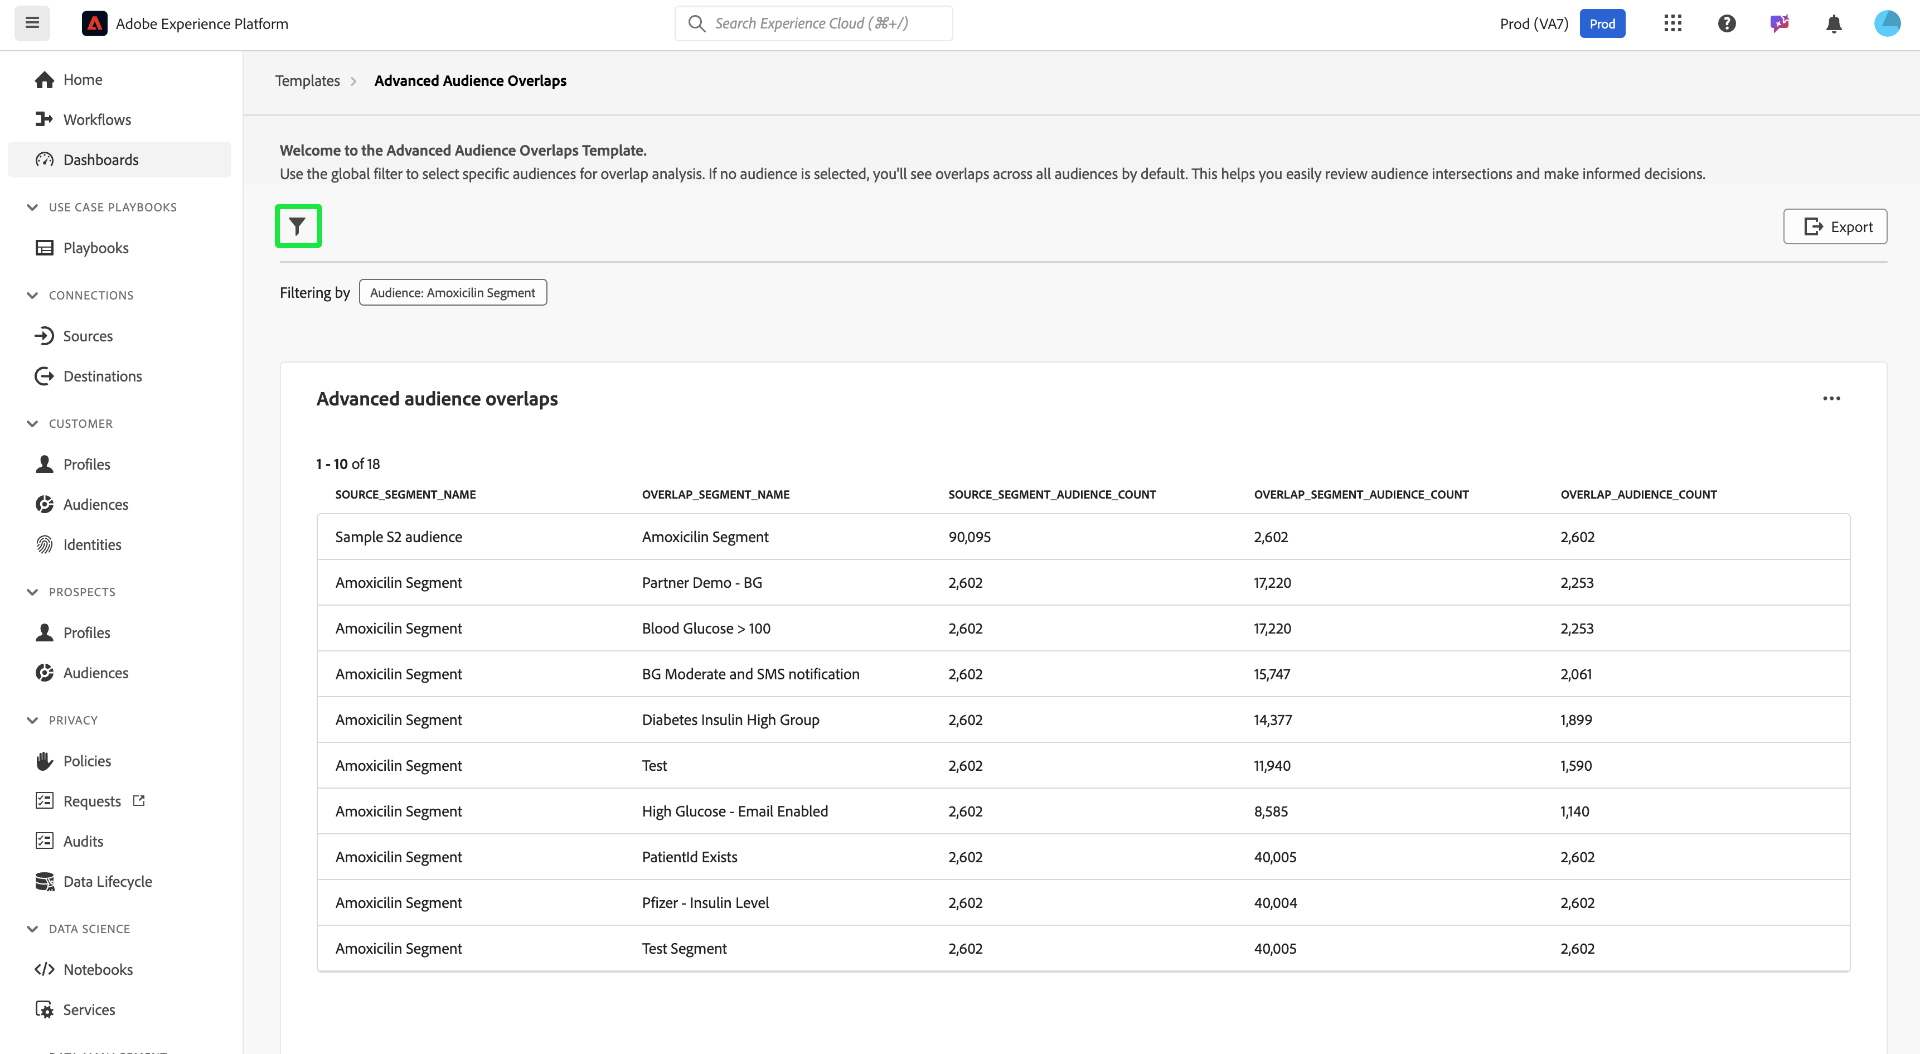 Adobe Experience Platform
Search Experience Cloud (⌘+/)
Prod (VA7) Prod
Home
Workflows
Dashboards
USE CASE PLAYBOOKS
Playbooks
CONNECTIONS
Sources
Destinations
CUSTOMER
Profiles
Audiences
Identities
PROSPECTS
Profiles
Audiences
PRIVACY
Policies
Requests
Audits
Data Lifecycle
DATA SCIENCE
Notebooks
Services
Templates > Advanced Audience Overlaps
Welcome to the Advanced Audience Overlaps Template.
Use the global filter to select specific audiences for overlap analysis. If no audience is selected, you'll see overlaps across all audiences by default. This helps you easily review audience intersections and make informed decisions.
Export
Filtering by Audience: Amoxicilin Segment
Advanced audience overlaps
1 - 10 of 18
SOURCE_SEGMENT_NAME OVERLAP_SEGMENT_NAME SOURCE_SEGMENT_AUDIENCE_COUNT OVERLAP_SEGMENT_AUDIENCE_COUNT OVERLAP_AUDIENCE_COUNT
Sample S2 audience Amoxicilin Segment 90,095 2,602 2,602
Amoxicilin Segment Partner Demo - BG 2,602 17,220 2,253
Amoxicilin Segment Blood Glucose > 100 2,602 17,220 2,253
Amoxicilin Segment BG Moderate and SMS notification 2,602 15,747 2,061
Amoxicilin Segment Diabetes Insulin High Group 2,602 14,377 1,899
Amoxicilin Segment Test 2,602 11,940 1,590
Amoxicilin Segment High Glucose - Email Enabled 2,602 8,585 1,140
Amoxicilin Segment PatientId Exists 2,602 40,005 2,602
Amoxicilin Segment Pfizer - Insulin Level 2,602 40,004 2,602
Amoxicilin Segment Test Segment 2,602 40,005 2,602